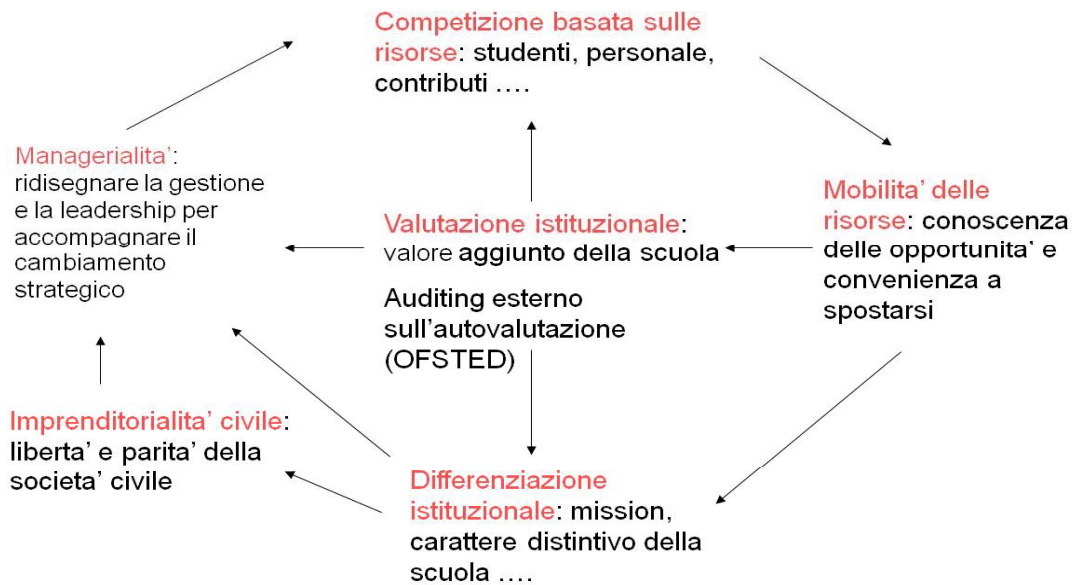 Competizione basata sulle
risorse: studenti, personale,
contributi ….
Managerialita’:
ridisegnare la gestione
e la leadership per
accompagnare il
cambiamento
strategico
Valutazione istituzionale:
valore aggiunto della scuola
Auditing esterno
sull’autovalutazione
(OFSTED)
Mobilita’ delle
risorse: conoscenza
delle opportunita’ e
convenienza a
spostarsi
Imprenditorialita’ civile:
liberta’ e parita’ della
societa’ civile
Differenziazione
istituzionale: mission,
carattere distintivo della
scuola ….